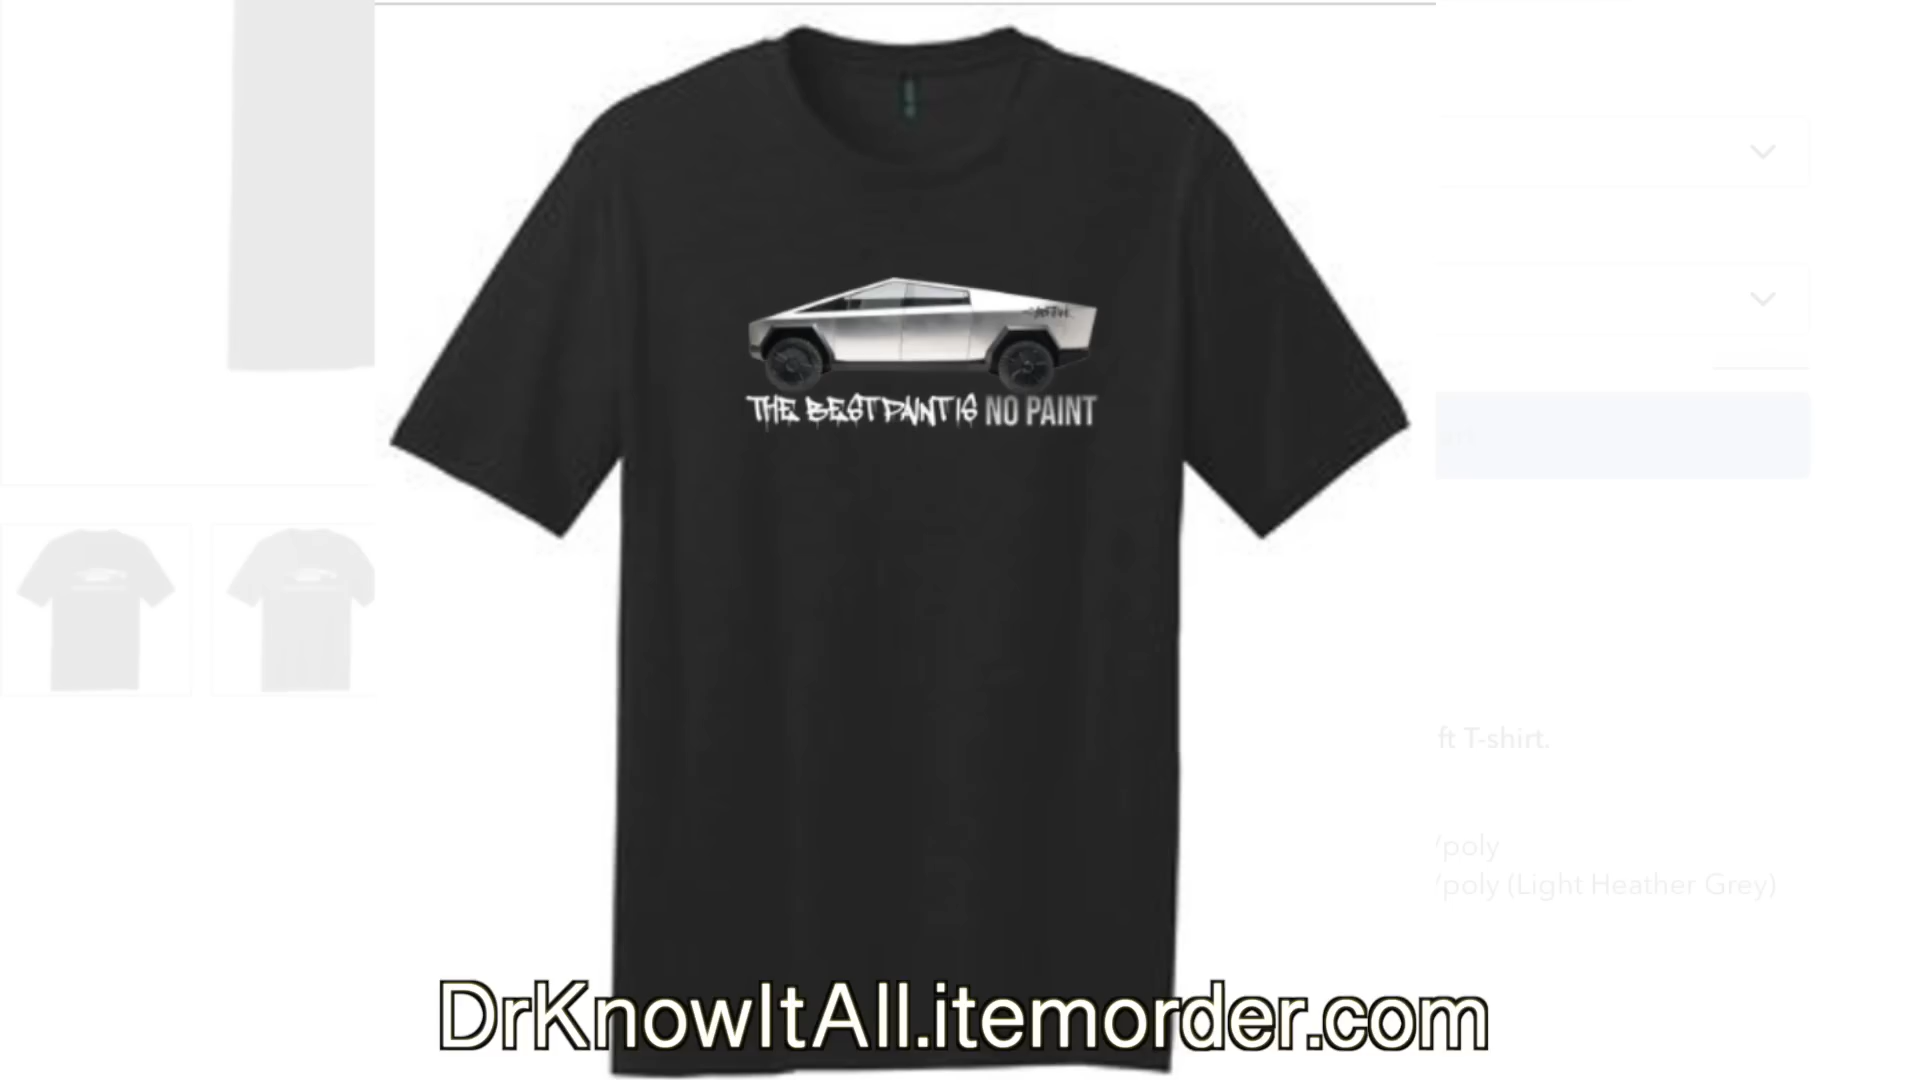 THE BEST PAINT IS NO PAINT
ft T-shirt.
/poly
/poly (Light Heather Grey)
DrKnowItAll.itemorder.com